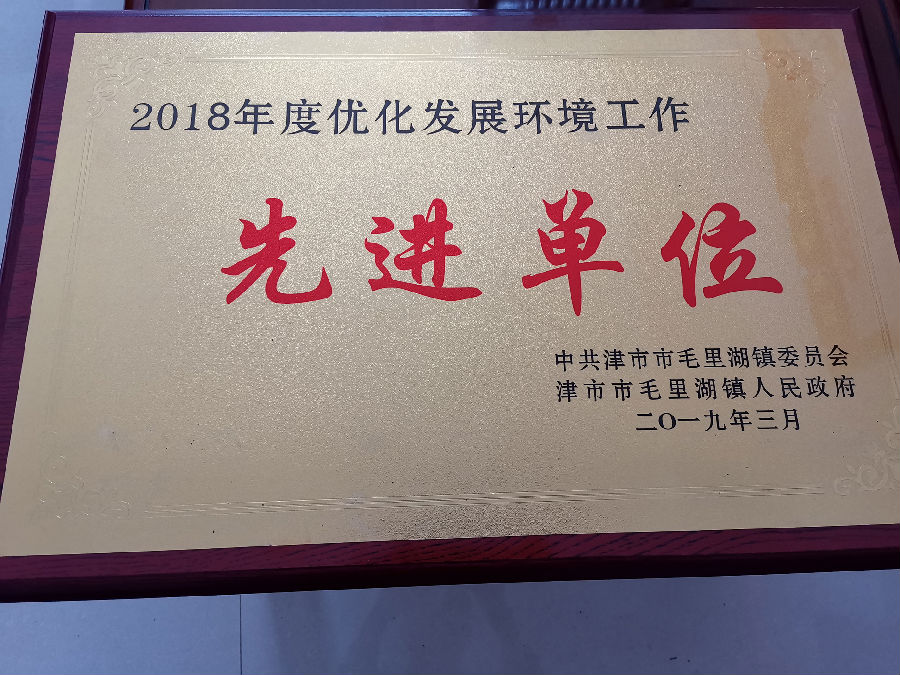 2018年度优化发展环境工作
先进单位
中共津市市毛里湖镇委员会
津市市毛里湖镇人民政府
二〇一九年三月